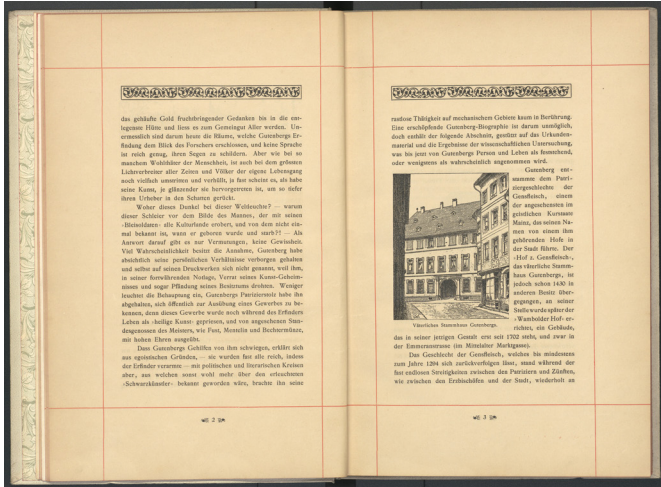 das gehäufte Gold fruchtbringender Gedanken bis in die ent-
legenste Hütte und liess es zum Gemeingut Aller werden. Un-
ermesslich sind darum heute die Räume, welche Gutenbergs Er-
findung dem Blick des Forschers erschlossen, und keine Sprache
ist reich genug, ihren Segen zu schildern. Aber wie bei so
manchem Wohlthäter der Menschheit, ist auch bei dem grössten
Lichtverbreiter aller Zeiten und Völker der eigene Lebensgang
noch vielfach umstritten und verhüllt, ja fast scheint es, als habe
seine Kunst, je glänzender sie hervorgetreten ist, um so tiefer
ihren Urheber in den Schatten gerückt.
Woher dieses Dunkel bei dieser Weldeuchte? — warum
dieser Schleier vor dem Bilde des Mannes, der mit seinen
»Bleisoldaten« alle Kulturlande erobert, und von dem nicht ein-
mal bekannt ist, wann er geboren wurde und starb?! — Als
Antwort darauf gibt es nur Vermutungen, keine Gewissheit.
Viel Wahrscheinlichkeit besitzt die Annahme, Gutenberg habe
absichtlich seine persönlichen Verhältnisse verborgen gehalten
und selbst auf seinen Druckwerken sich nicht genannt, weil ihm,
in seiner fortwährenden Notlage, Verrat seines Kunst-Geheim-
nisses und sogar Pfändung seines Besitztums drohten. Weniger
leuchtet die Behauptung ein, Gutenbergs Patrizierstolz habe ihn
abgehalten, sich öffentlich zur Ausübung eines Gewerbes zu be-
kennen, denn dieses Gewerbe wurde noch während des Erfinders
Leben als »heilige Kunst« gepriesen, und von angesehenen Stan-
desgenossen des Meisters, wie Fust, Mentelin und Bechtermünze,
mit hohen Ehren ausgeübt.
Dass Gutenbergs Gehilfen von ihm schwiegen, erklärt sich
aus egoistischen Gründen, — sie wurden fast alle reich, indess
der Erfinder verarmte — mit politischen und literarischen Kreisen
aber, aus welchen sonst wohl mehr über den erleuchteten
»Schwarzkünstler« bekannt geworden wäre, brachte ihn seine
2
rastlose Thätigkeit auf mechanischem Gebiete kaum in Berührung.
Eine erschöpfende Gutenberg-Biographie ist darum unmöglich,
doch enthält der folgende Abschnitt, gestützt auf das Urkunden-
material und die Ergebnisse der wissenschaftlichen Untersuchung,
was bis jetzt von Gutenbergs Person und Leben als feststehend,
oder wenigstens als wahrscheinlich angenommen wird.
Gutenberg ent-
stammte dem Patri-
ziergeschlechte der
Gensfleisch, einem
der angesehensten im
geistlichen Kurstaate
Mainz, das seinen Na-
men von einem ihm
gehörenden Hofe in
der Stadt führte. Der
»Hof z. Gensfleisch«,
das väterliche Stamm-
haus Gutenbergs, ist
jedoch schon 1430 in
anderen Besitz über-
gegangen, an seiner
Stelle wurde später der
»Wambolder Hof« er-
richtet, ein Gebäude,
Väterliches Stammhaus Gutenbergs.
das in seiner jetzigen Gestalt erst seit 1702 steht, und zwar in
der Emmeransstrasse (im Mittelalter Marktgasse).
Das Geschlecht der Gensfleisch, welches bis mindestens
zum Jahre 1294 sich zurückverfolgen lässt, stand während der
fast endlosen Streitigkeiten zwischen den Patriziern und Zünften,
wie zwischen den Erzbischöfen und der Stadt, wiederholt an
3